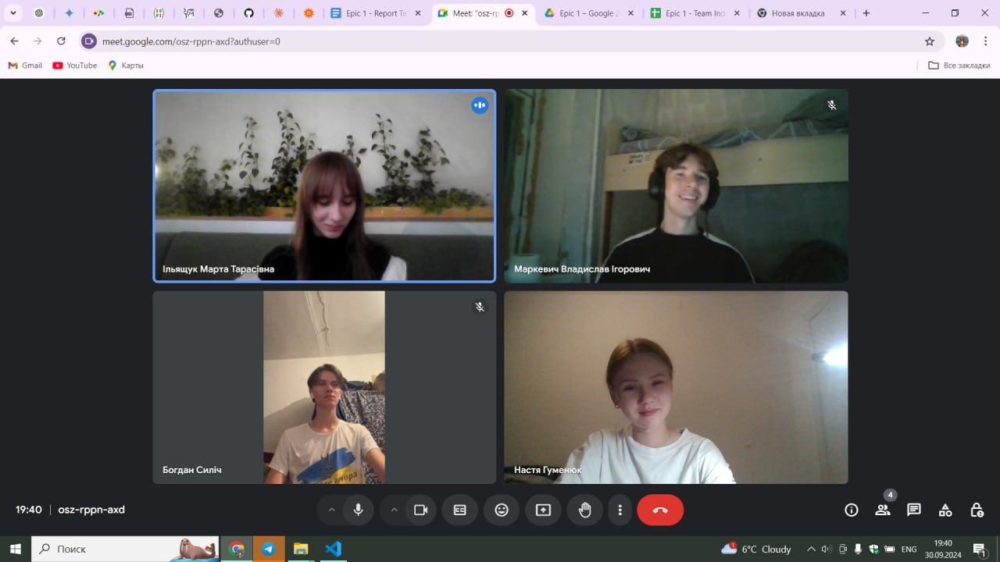 Epic 1 - Report Te
Meet: "osz-rp
Epic 1 – Google Д
Epic 1 - Team Ind
Новая вкладка
meet.google.com/osz-rppn-axd?authuser=0
Gmail
YouTube
Карты
Все закладки
Ільящук Марта Тарасівна
Маркевич Владислав Ігорович
Богдан Силіч
Настя Гуменюк
4
19:40 | osz-rppn-axd
Поиск
1
6°C Cloudy
ENG
19:40
30.09.2024
1